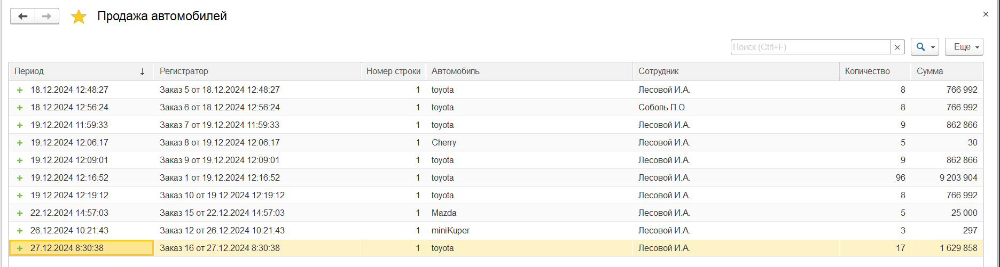 Продажа автомобилей
Поиск (Ctrl+F)
Еще
Период Регистратор Номер строки Автомобиль Сотрудник Количество Сумма
18.12.2024 12:48:27 Заказ 5 от 18.12.2024 12:48:27 1 toyota Лесовой И.А. 8 766 992
18.12.2024 12:56:24 Заказ 6 от 18.12.2024 12:56:24 1 toyota Соболь П.О. 8 766 992
19.12.2024 11:59:33 Заказ 7 от 19.12.2024 11:59:33 1 toyota Лесовой И.А. 9 862 866
19.12.2024 12:06:17 Заказ 8 от 19.12.2024 12:06:17 1 Cherry Лесовой И.А. 5 30
19.12.2024 12:09:01 Заказ 9 от 19.12.2024 12:09:01 1 toyota Лесовой И.А. 9 862 866
19.12.2024 12:16:52 Заказ 1 от 19.12.2024 12:16:52 1 toyota Лесовой И.А. 96 9 203 904
19.12.2024 12:19:12 Заказ 10 от 19.12.2024 12:19:12 1 toyota Лесовой И.А. 8 766 992
22.12.2024 14:57:03 Заказ 15 от 22.12.2024 14:57:03 1 Mazda Лесовой И.А. 5 25 000
26.12.2024 10:21:43 Заказ 12 от 26.12.2024 10:21:43 1 miniKuper Лесовой И.А. 3 297
27.12.2024 8:30:38 Заказ 16 от 27.12.2024 8:30:38 1 toyota Лесовой И.А. 17 1 629 858